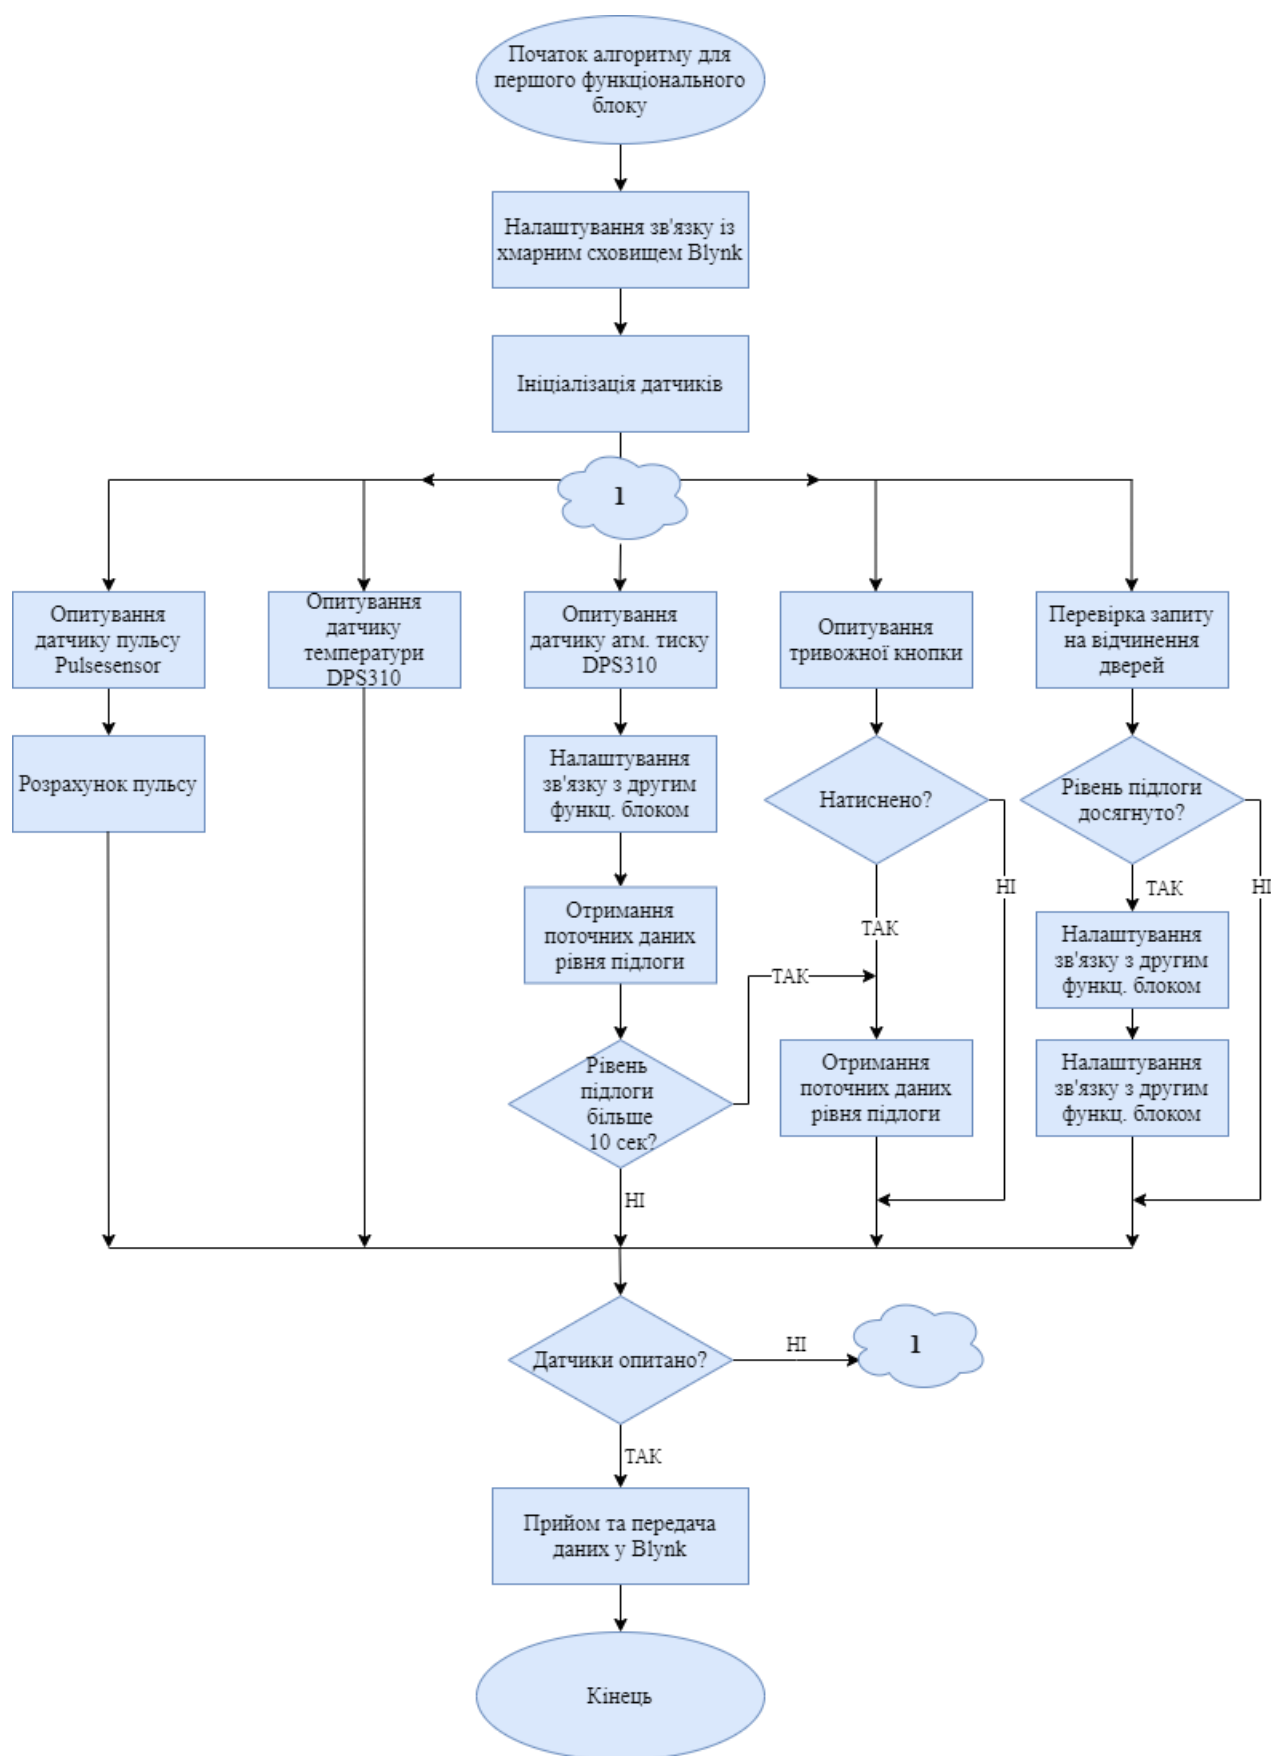 Початок алгоритму для
першого функціонального
блоку
Налаштування зв'язку із
хмарним сховищем Blynk
Ініціалізація датчиків
1
Опитування
датчику пульсу
Pulsesensor
Опитування
датчику
температури
DPS310
Опитування
датчику атм. тиску
DPS310
Опитування
тривожної кнопки
Перевірка запиту
на відчинення
дверей
Розрахунок пульсу
Налаштування
зв'язку з другим
функц. блоком
Натиснено?
Рівень підлоги
досягнуто?
НІ
НІ
ТАК
ТАК
Отримання
поточних даних
рівня підлоги
Налаштування
зв'язку з другим
функц. блоком
ТАК
Рівень
підлоги
більше
10 сек?
Отримання
поточних даних
рівня підлоги
Налаштування
зв'язку з другим
функц. блоком
НІ
Датчики опитано?
НІ
1
ТАК
Прийом та передача
даних у Blynk
Кінець